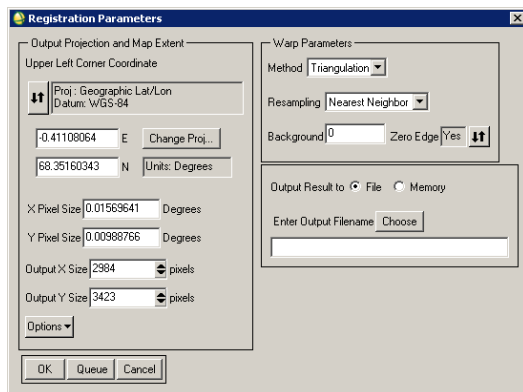 Registration Parameters
Output Projection and Map Extent
Upper Left Corner Coordinate
Proj : Geographic Lat/Lon
Datum: WGS-84
-0.41108064 E Change Proj...
68.35160343 N Units: Degrees
X Pixel Size 0.01569641 Degrees
Y Pixel Size 0.00988766 Degrees
Output X Size 2984 pixels
Output Y Size 3423 pixels
Options
OK Queue Cancel
Warp Parameters
Method Triangulation
Resampling Nearest Neighbor
Background 0 Zero Edge Yes
Output Result to File Memory
Enter Output Filename Choose